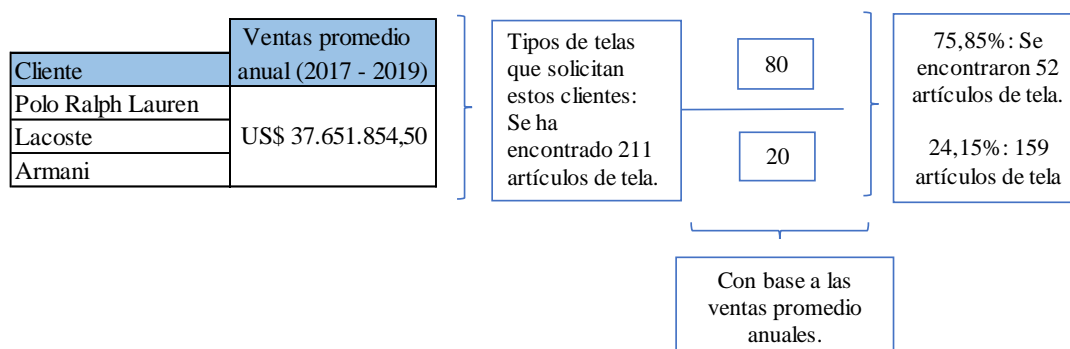 Cliente
Ventas promedio
anual (2017 - 2019)
Polo Ralph Lauren
Lacoste
Armani
US$ 37.651.854,50
Tipos de telas
que solicitan
estos clientes:
Se ha
encontrado 211
artículos de tela.
80
20
Con base a las
ventas promedio
anuales.
75,85%: Se
encontraron 52
artículos de tela.
24,15%: 159
artículos de tela